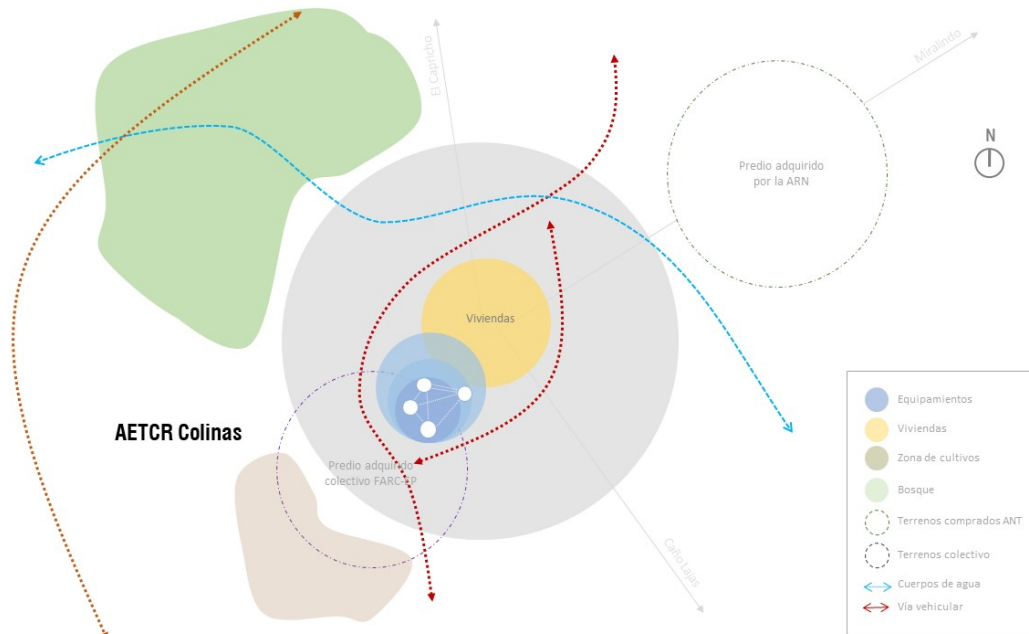 El Capricho
Miralindo
N
Predio adquirido
por la ARN
Viviendas
AETCR Colinas
Predio adquirido
colectivo FARC-EP
Caño Lajas
Equipamientos
Viviendas
Zona de cultivos
Bosque
Terrenos comprados ANT
Terrenos colectivo
Cuerpos de agua
Vía vehicular